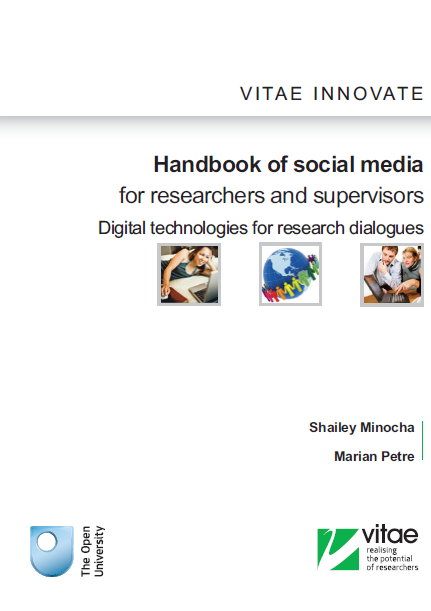 VITAE INNOVATE
Handbook of social media
for researchers and supervisors
Digital technologies for research dialogues
Shailey Minocha
Marian Petre
The Open
University
vitae
realising
the potential
of researchers